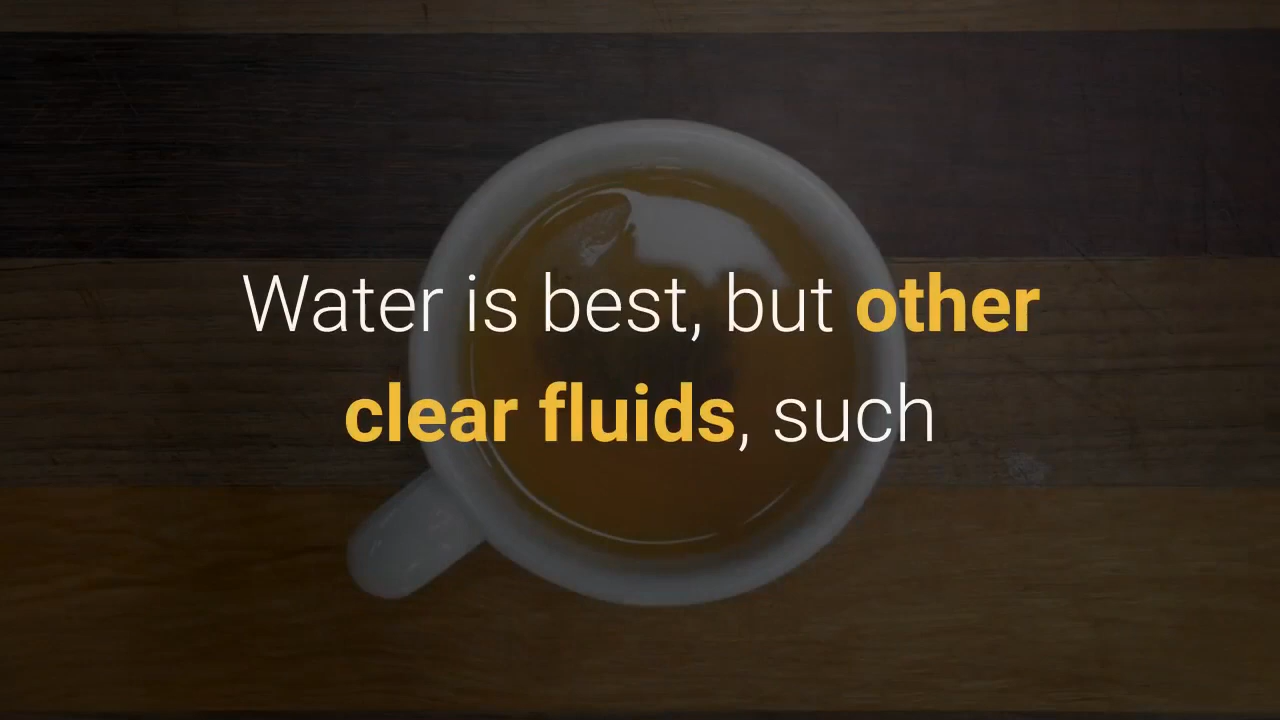 Water is best, but other
clear fluids, such